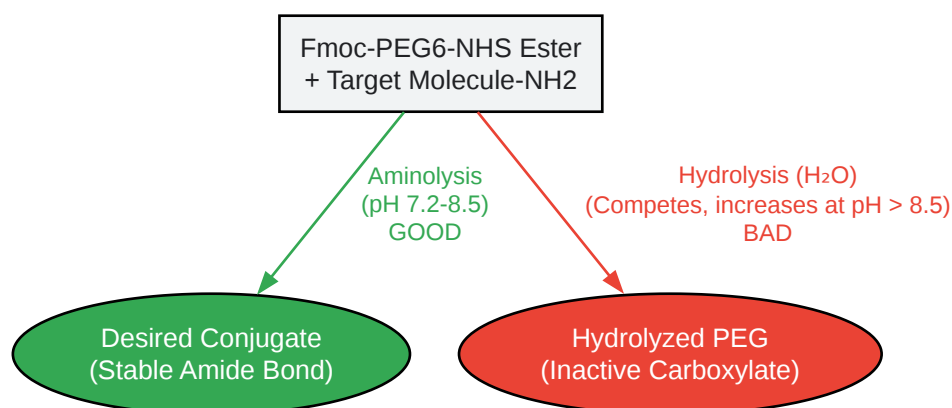 Fmoc-PEG6-NHS Ester
+ Target Molecule-NH2
Aminolysis
(pH 7.2-8.5)
GOOD
Hydrolysis (H₂O)
(Competes, increases at pH > 8.5)
BAD
Desired Conjugate
(Stable Amide Bond)
Hydrolyzed PEG
(Inactive Carboxylate)